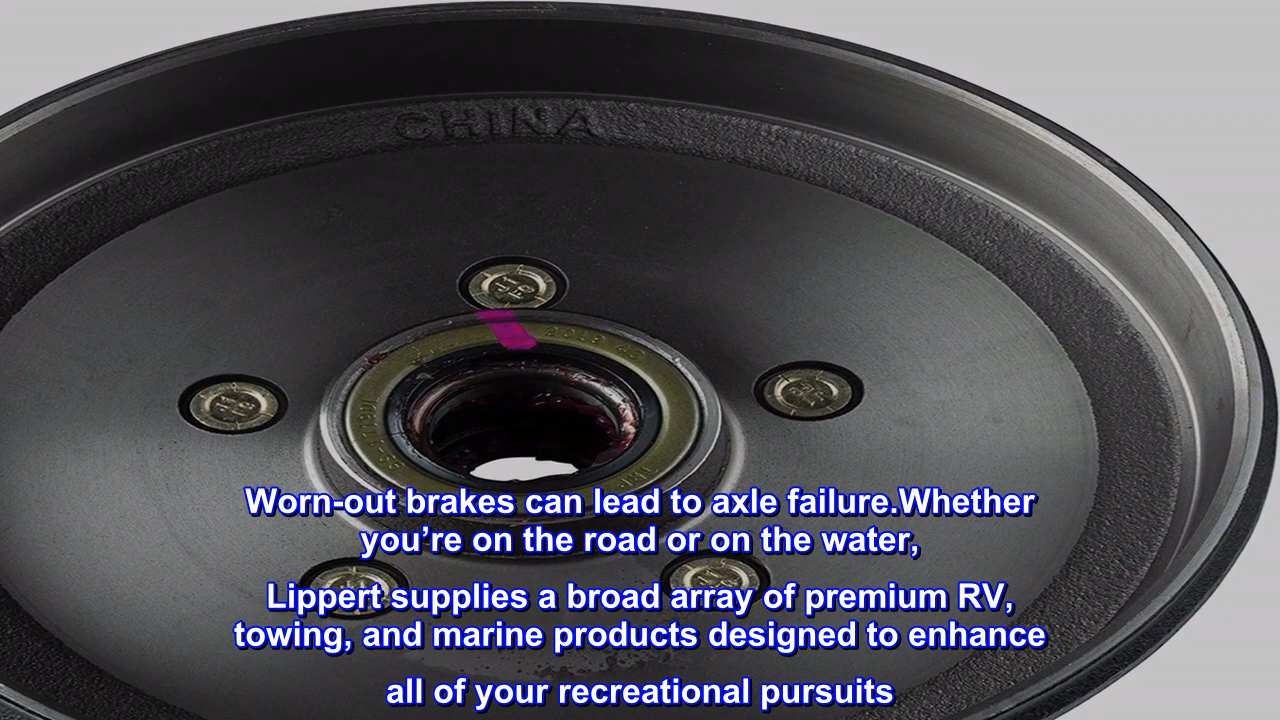 CHINA
Worn-out brakes can lead to axle failure.Whether
you’re on the road or on the water,
Lippert supplies a broad array of premium RV,
towing, and marine products designed to enhance
all of your recreational pursuits